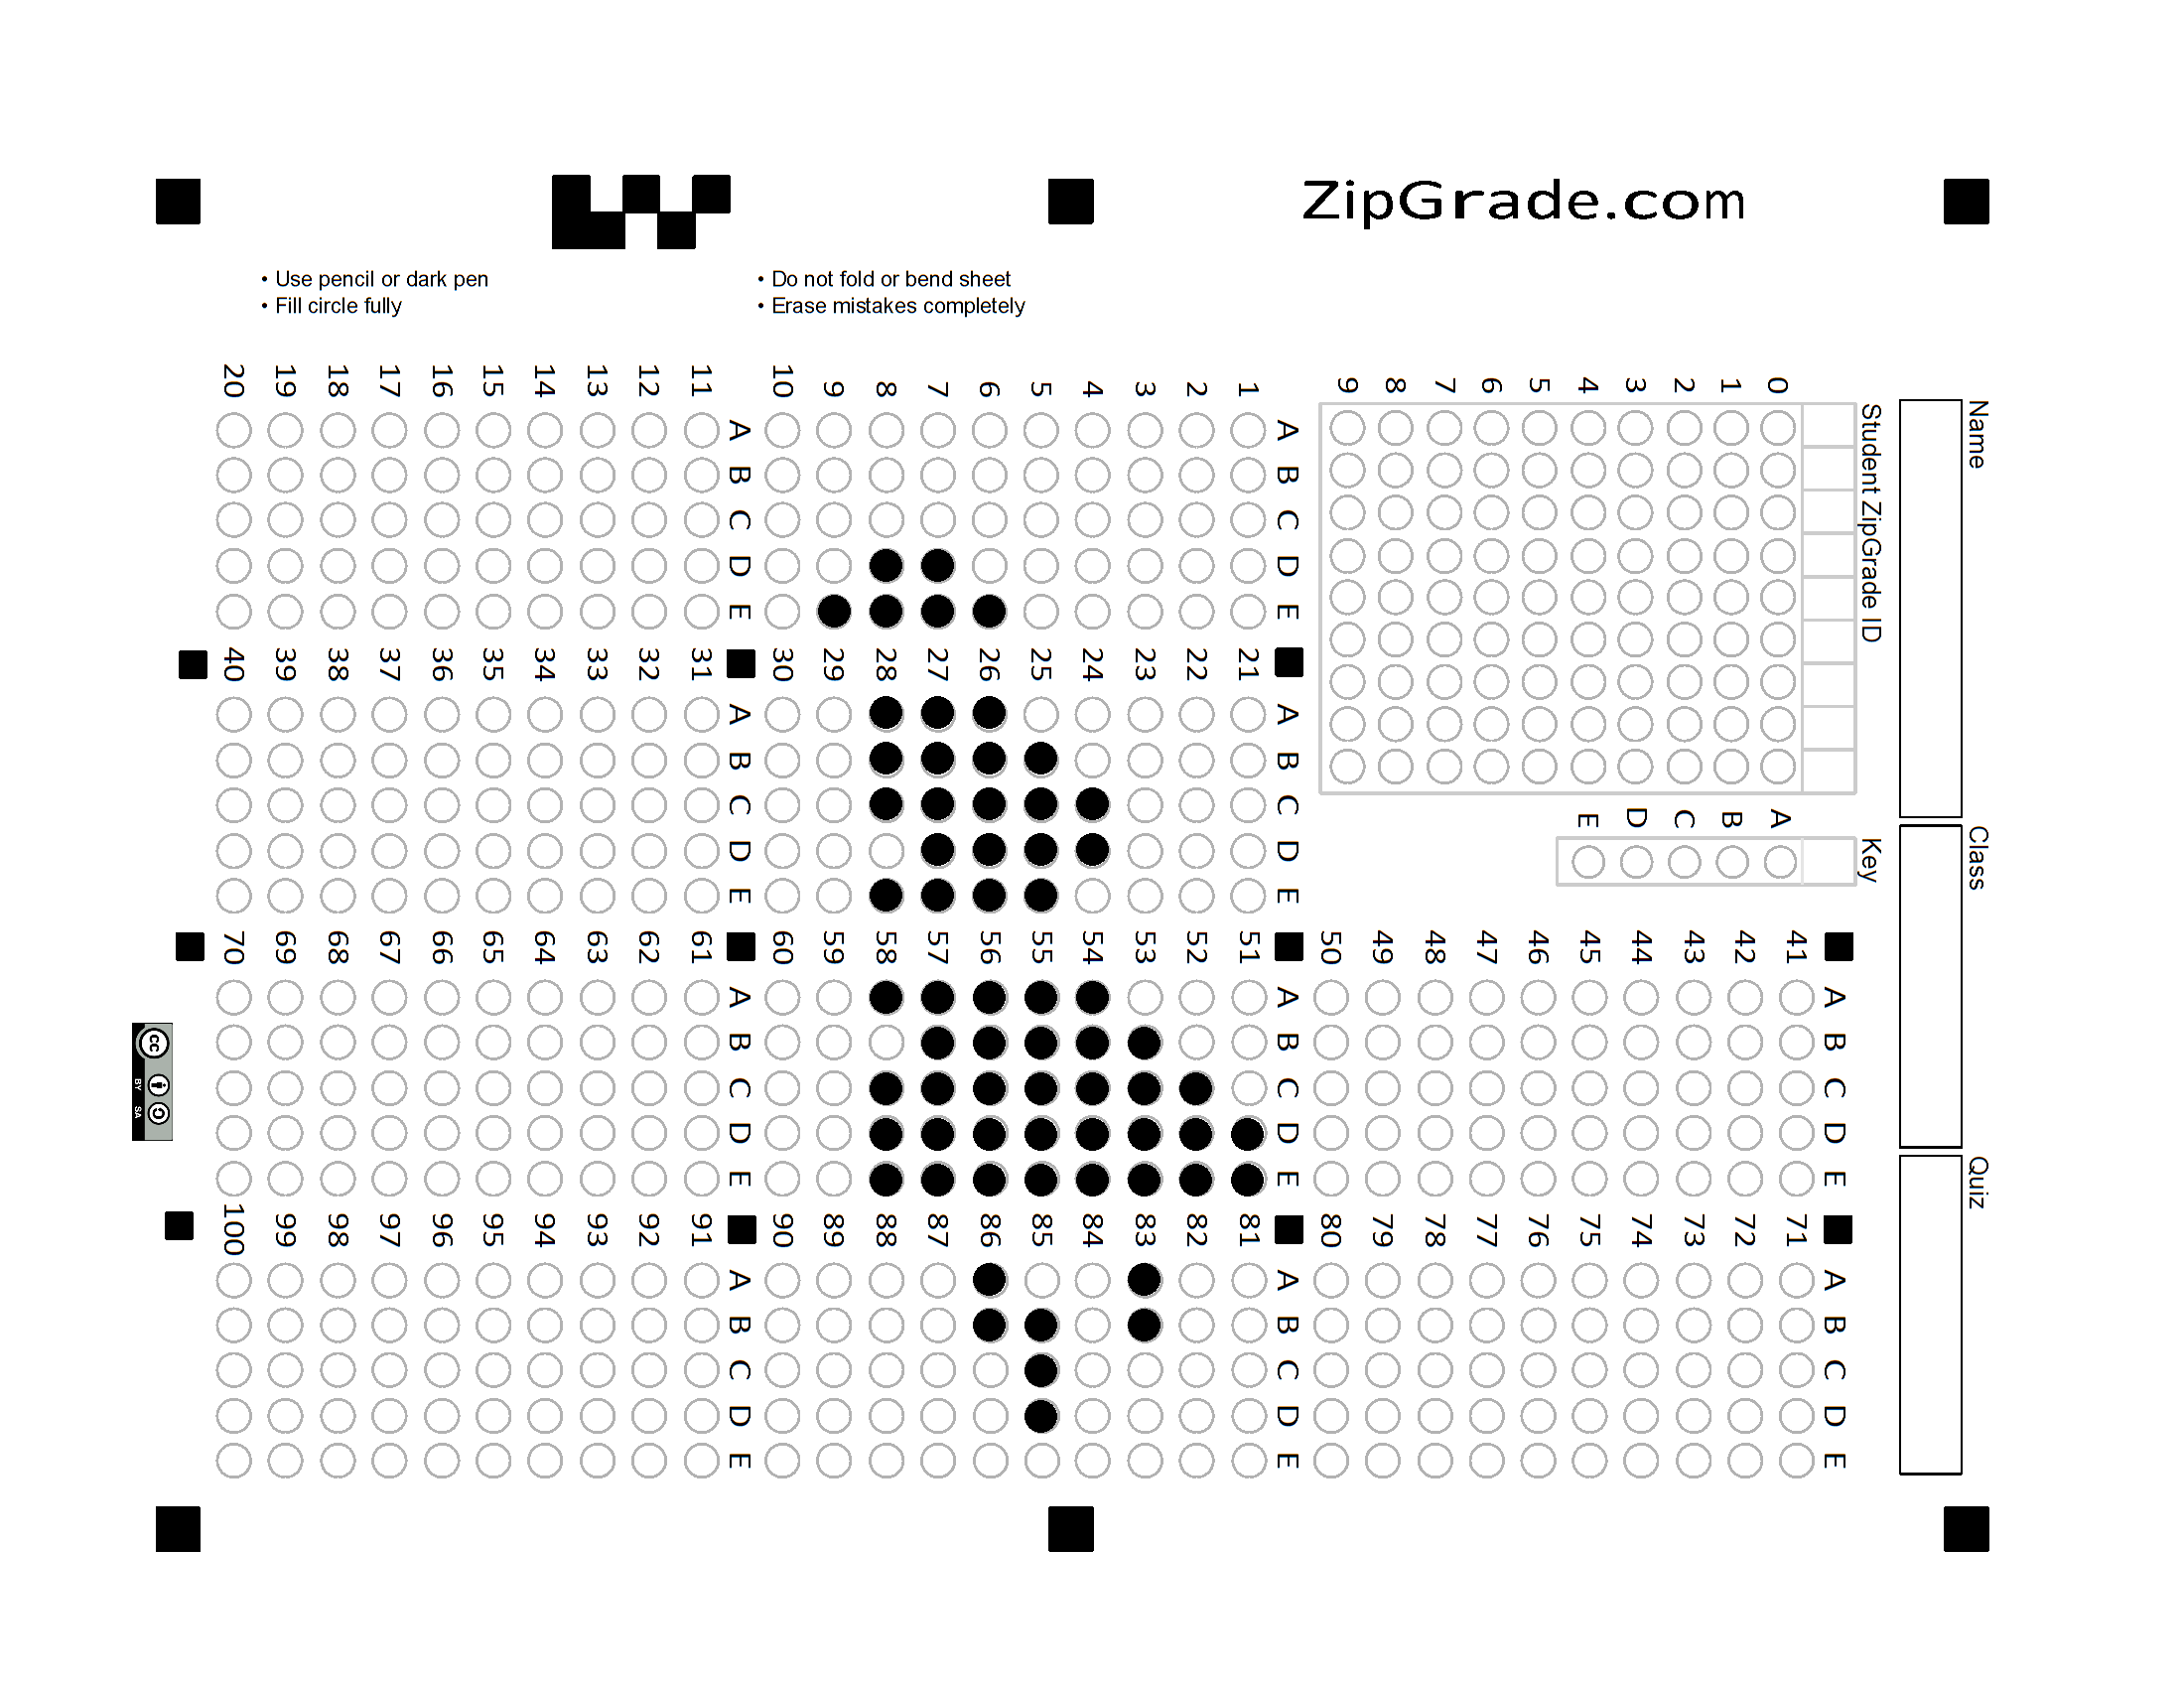 ZipGrade.com
• Use pencil or dark pen
• Fill circle fully
• Do not fold or bend sheet
• Erase mistakes completely
Name
Class
Quiz
Student ZipGrade ID
0 1 2 3 4 5 6 7 8 9
Key
A B C D E
A B C D E
1 2 3 4 5 6 7 8 9 10
A B C D E
11 12 13 14 15 16 17 18 19 20
A B C D E
21 22 23 24 25 26 27 28 29 30
A B C D E
31 32 33 34 35 36 37 38 39 40
A B C D E
41 42 43 44 45 46 47 48 49 50
A B C D E
51 52 53 54 55 56 57 58 59 60
A B C D E
61 62 63 64 65 66 67 68 69 70
A B C D E
71 72 73 74 75 76 77 78 79 80
A B C D E
81 82 83 84 85 86 87 88 89 90
A B C D E
91 92 93 94 95 96 97 98 99 100
cc BY SA